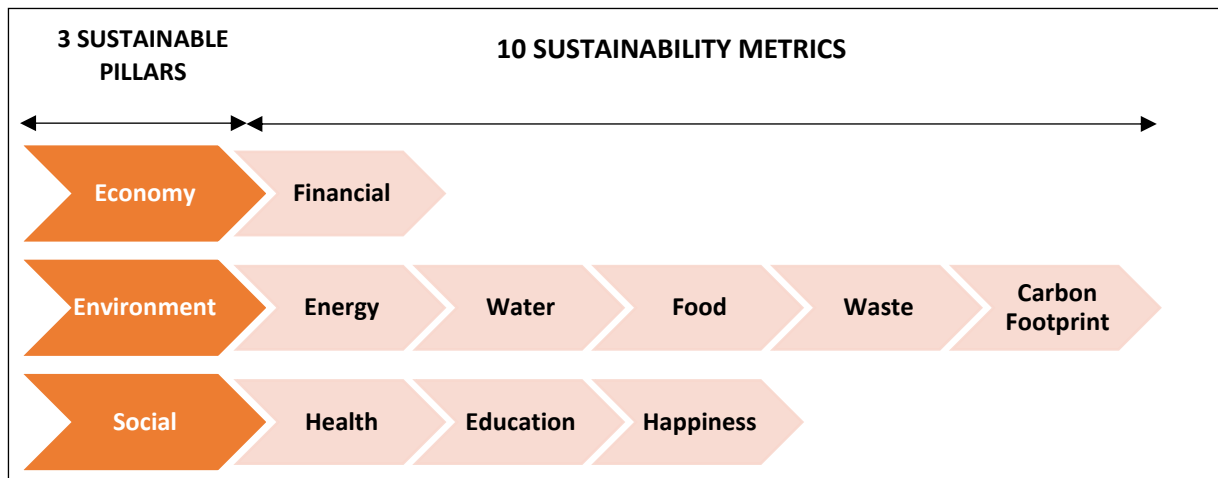 3 SUSTAINABLE
PILLARS
10 SUSTAINABILITY METRICS
Economy
Financial
Environment
Energy
Water
Food
Waste
Carbon
Footprint
Social
Health
Education
Happiness